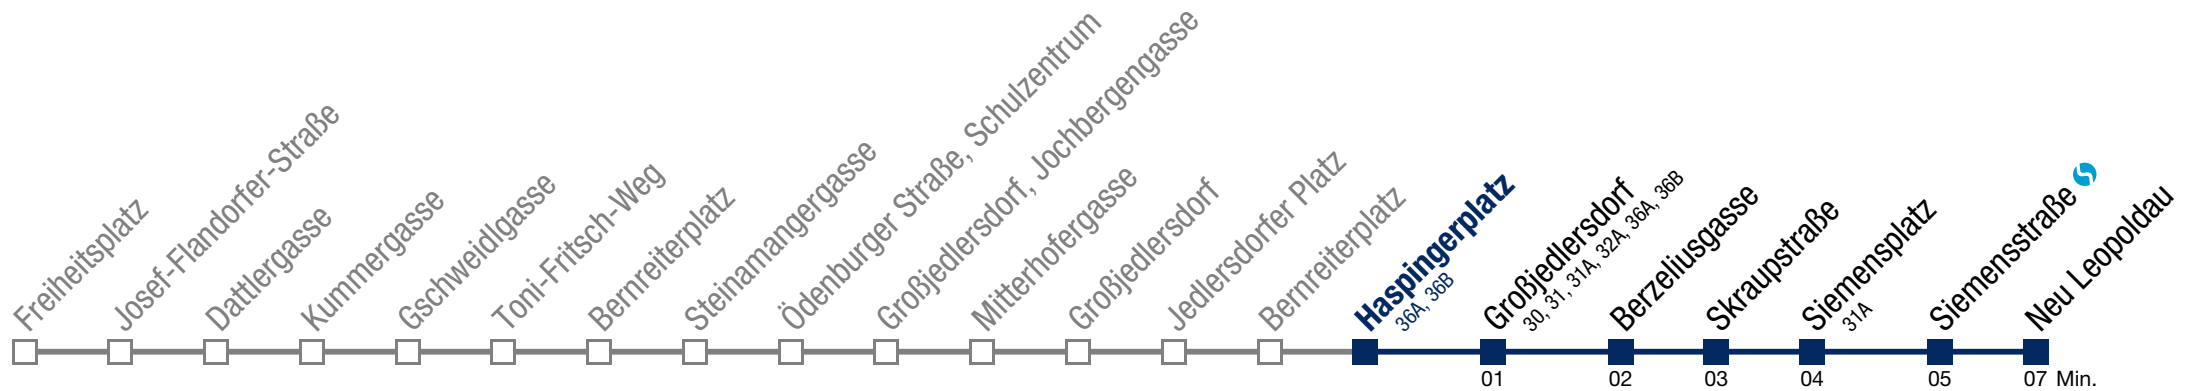 Freiheitsplatz
Josef-Flandorfer-Straße
Dattlergasse
Kummergasse
Gschweidlgasse
Toni-Fritsch-Weg
Bernreiterplatz
Steinamangergasse
Ödenburger Straße, Schulzentrum
Großjedlersdorf, Jochbergengasse
Mitterhofergasse
Großjedlersdorf
Jedlersdorfer Platz
Bernreiterplatz
Haspingerplatz
36A, 36B
Großjedlersdorf
30, 31, 31A, 32A, 36A, 36B
Berzeliusgasse
Skraupstraße
Siemensplatz
31A
Siemensstraße
Neu Leopoldau
01
02
03
04
05
07 Min.